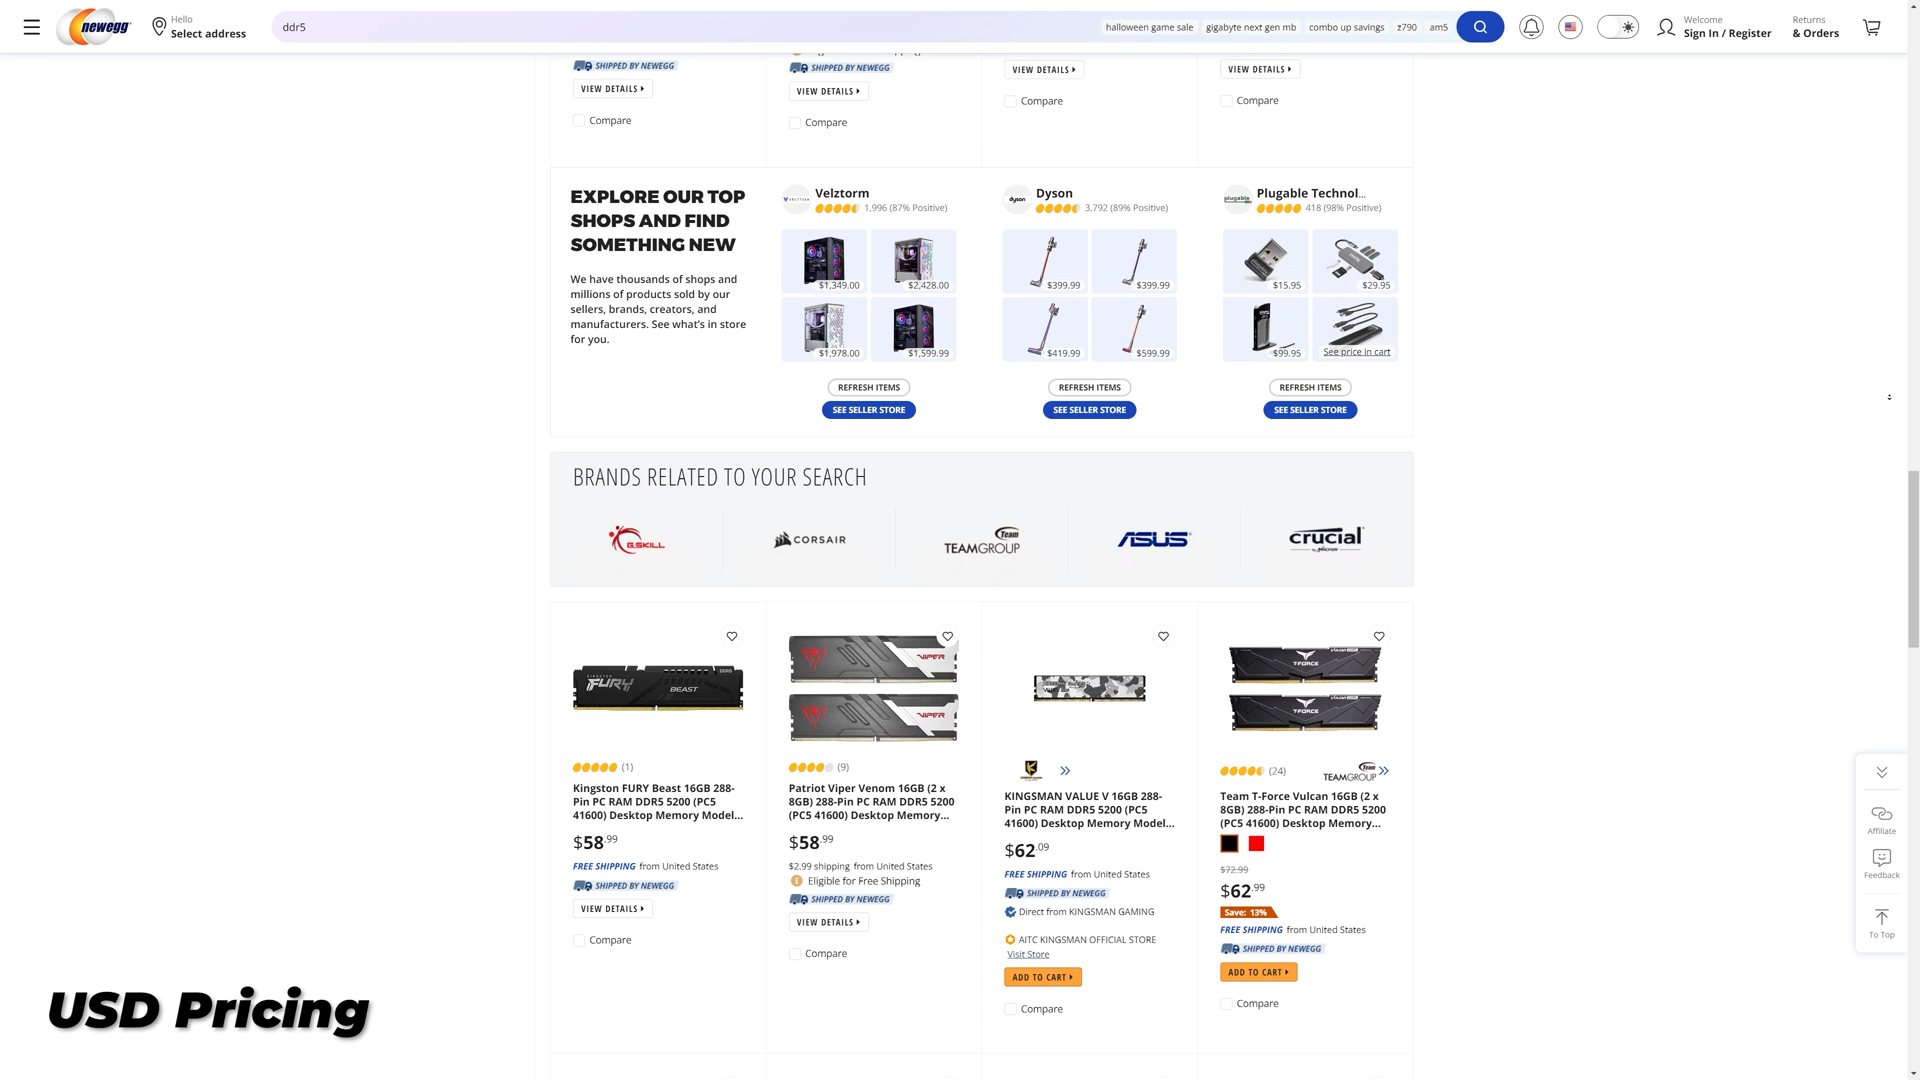 Hello
Select address
newegg
ddr5
halloween game sale
gigabyte next gen mb
combo up savings
z790
am5
Welcome
Sign In / Register
Returns
& Orders
SHIPPED BY NEWEGG
VIEW DETAILS
Compare
SHIPPED BY NEWEGG
VIEW DETAILS
Compare
VIEW DETAILS
Compare
VIEW DETAILS
Compare
EXPLORE OUR TOP
SHOPS AND FIND
SOMETHING NEW
We have thousands of shops and
millions of products sold by our
sellers, brands, creators, and
manufacturers. See what's in store
for you.
Velztorm
1,996 (87% Positive)
$1,349.00
$2,428.00
$1,978.00
$1,599.99
REFRESH ITEMS
SEE SELLER STORE
dyson
Dyson
3,792 (89% Positive)
$399.99
$399.99
$419.99
$599.99
REFRESH ITEMS
SEE SELLER STORE
plugable
Plugable Technol...
418 (98% Positive)
$15.95
$29.95
$99.95
See price in cart
REFRESH ITEMS
SEE SELLER STORE
BRANDS RELATED TO YOUR SEARCH
G.SKILL
CORSAIR
Team
TEAMGROUP
ASUS
crucial
by Micron
KINGSTON
FURY
BEAST
DDR5
(1)
Kingston FURY Beast 16GB 288-
Pin PC RAM DDR5 5200 (PC5
41600) Desktop Memory Model...
$58.99
FREE SHIPPING from United States
SHIPPED BY NEWEGG
VIEW DETAILS
Compare
VIPER
VIPER
(9)
Patriot Viper Venom 16GB (2 x
8GB) 288-Pin PC RAM DDR5 5200
(PC5 41600) Desktop Memory...
$58.99
$2.99 shipping from United States
Eligible for Free Shipping
SHIPPED BY NEWEGG
VIEW DETAILS
Compare
KINGSMAN VALUE V 16GB 288-
Pin PC RAM DDR5 5200 (PC5
41600) Desktop Memory Model...
$62.09
FREE SHIPPING from United States
SHIPPED BY NEWEGG
Direct from KINGSMAN GAMING
AITC KINGSMAN OFFICIAL STORE
Visit Store
ADD TO CART
Compare
T-FORCE
T-FORCE
(24)
Team
TEAMGROUP
Team T-Force Vulcan 16GB (2 x
8GB) 288-Pin PC RAM DDR5 5200
(PC5 41600) Desktop Memory...
$72.99
$62.99
Save: 13%
FREE SHIPPING from United States
SHIPPED BY NEWEGG
ADD TO CART
Compare
Affiliate
Feedback
To Top
USD Pricing